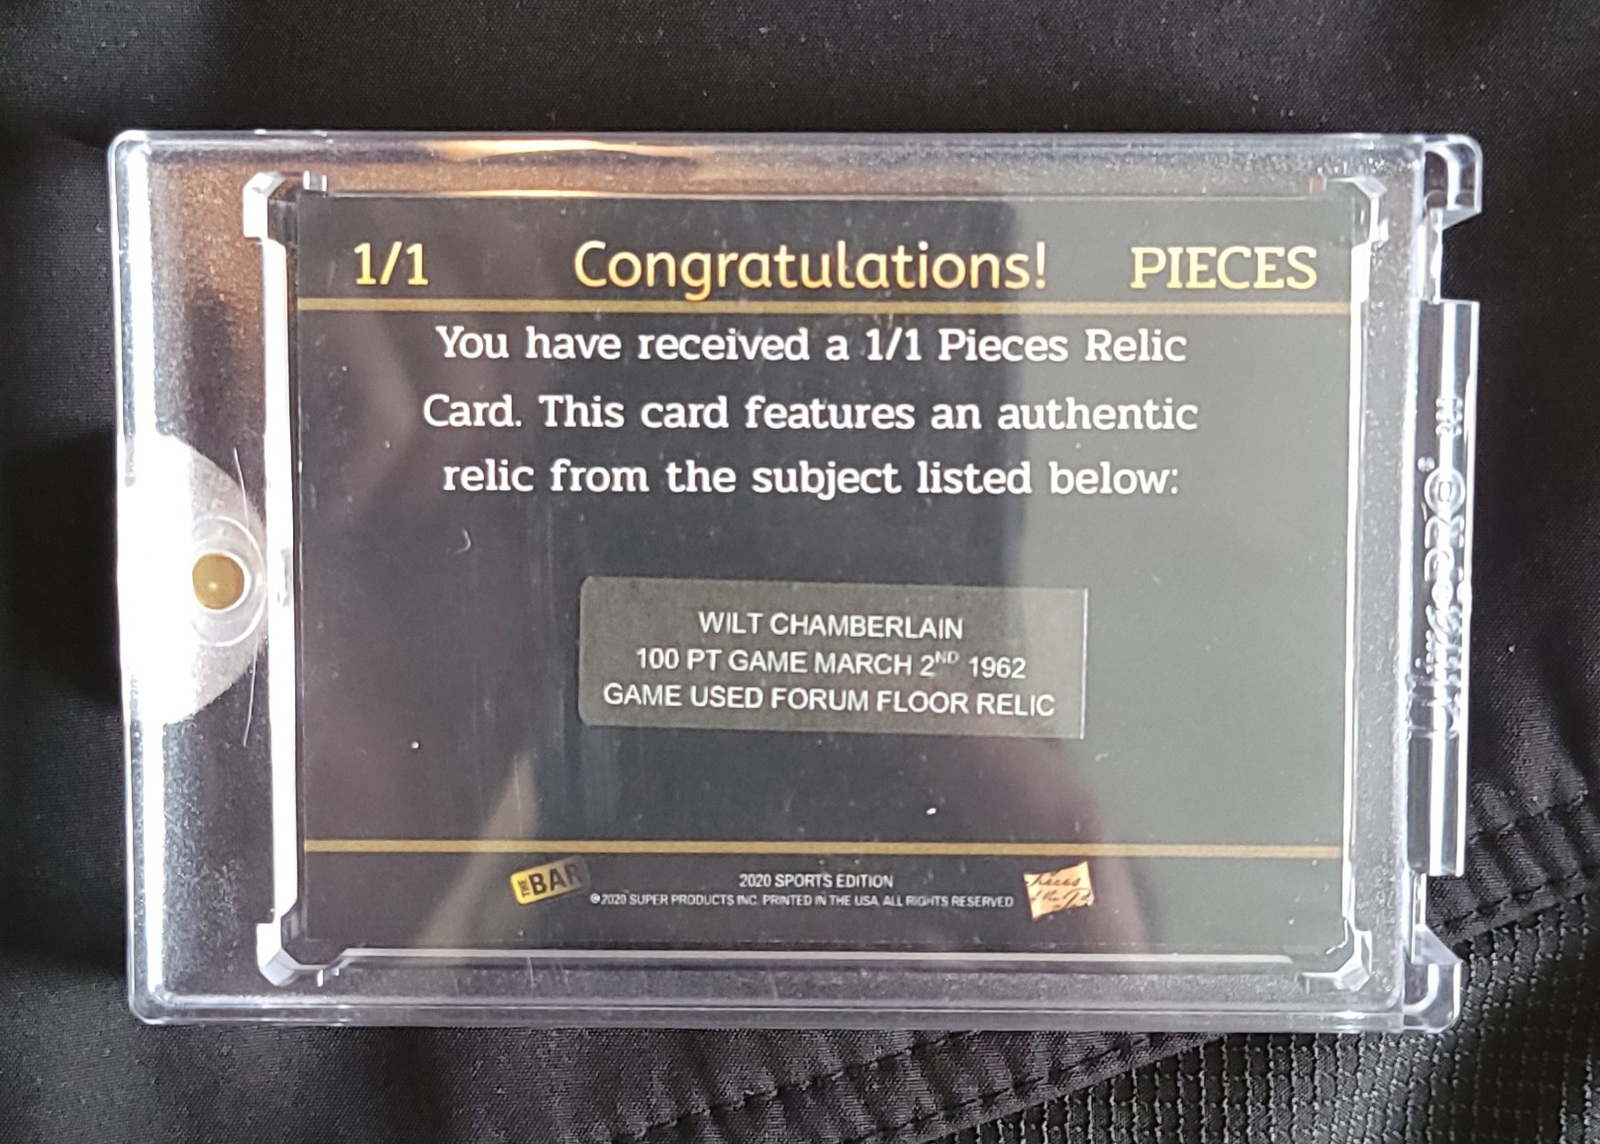 1/1 Congratulations! PIECES
You have received a 1/1 Pieces Relic
Card. This card features an authentic
relic from the subject listed below:
WILT CHAMBERLAIN
100 PT GAME MARCH 2ND 1962
GAME USED FORUM FLOOR RELIC
THE BAR
2020 SPORTS EDITION
©2020 SUPER PRODUCTS INC. PRINTED IN THE USA. ALL RIGHTS RESERVED